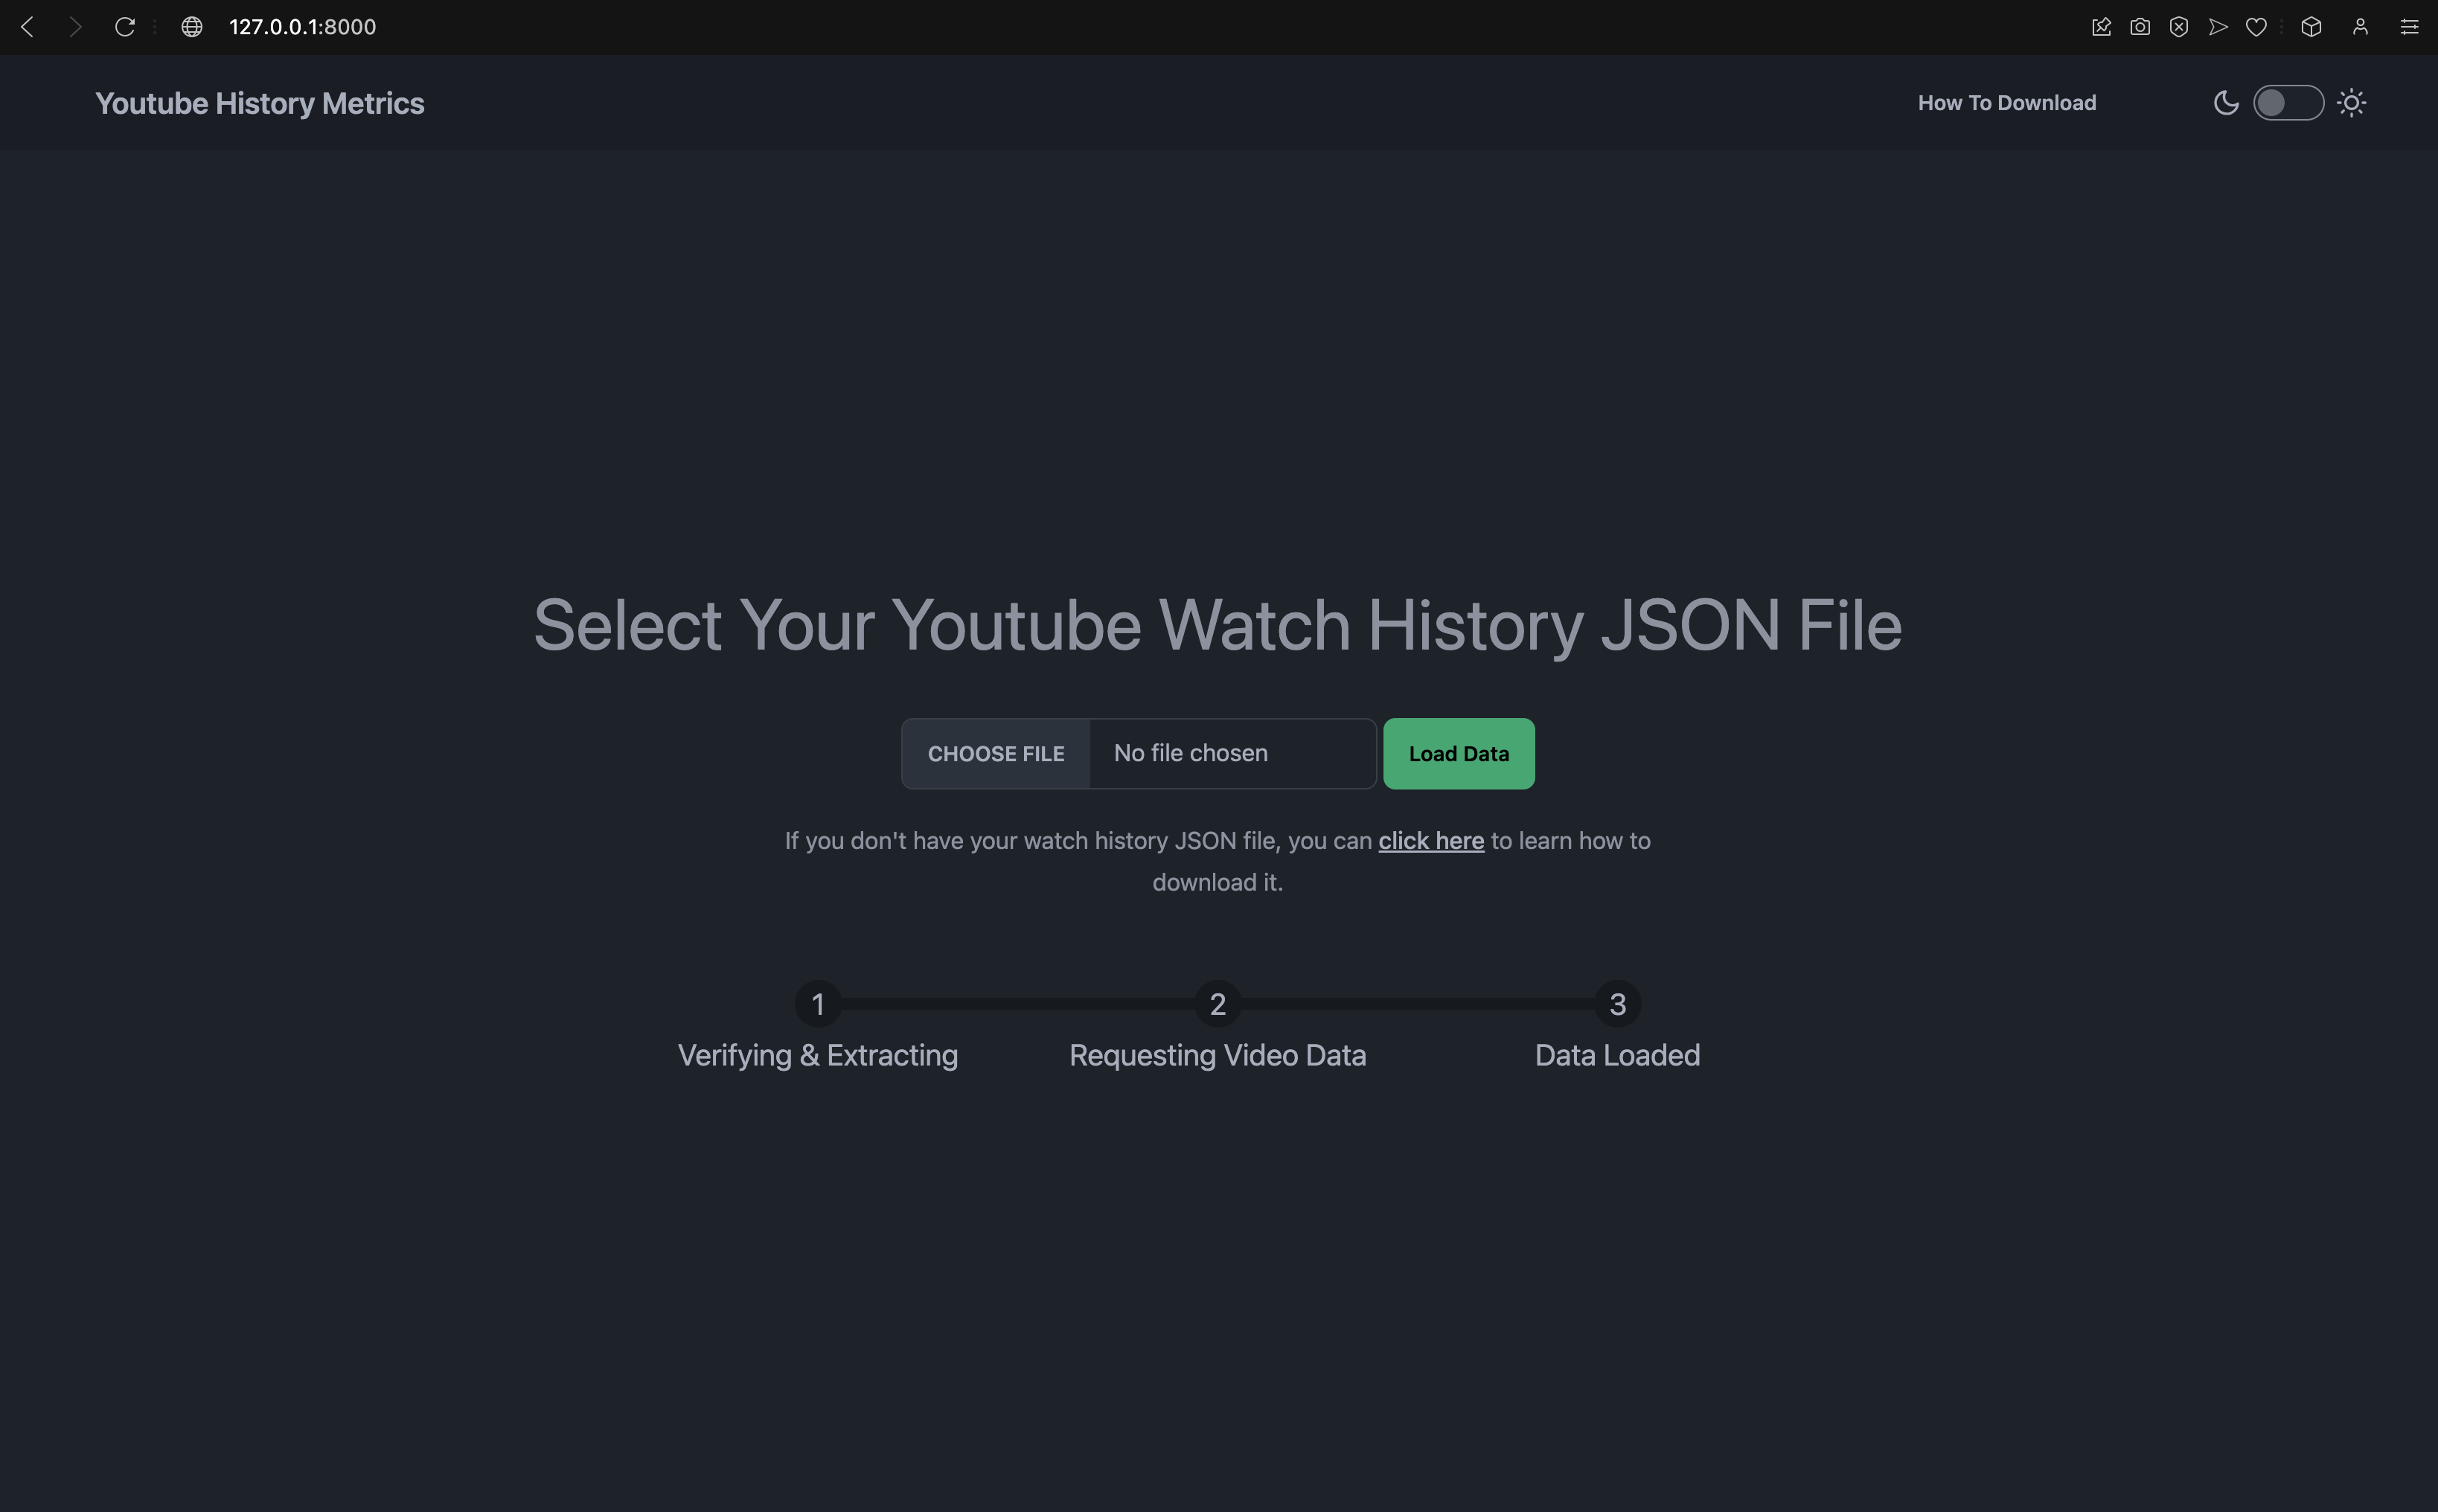 127.0.0.1:8000
Youtube History Metrics
How To Download
Select Your Youtube Watch History JSON File
CHOOSE FILE
No file chosen
Load Data
If you don't have your watch history JSON file, you can click here to learn how to
download it.
1
2
3
Verifying & Extracting
Requesting Video Data
Data Loaded